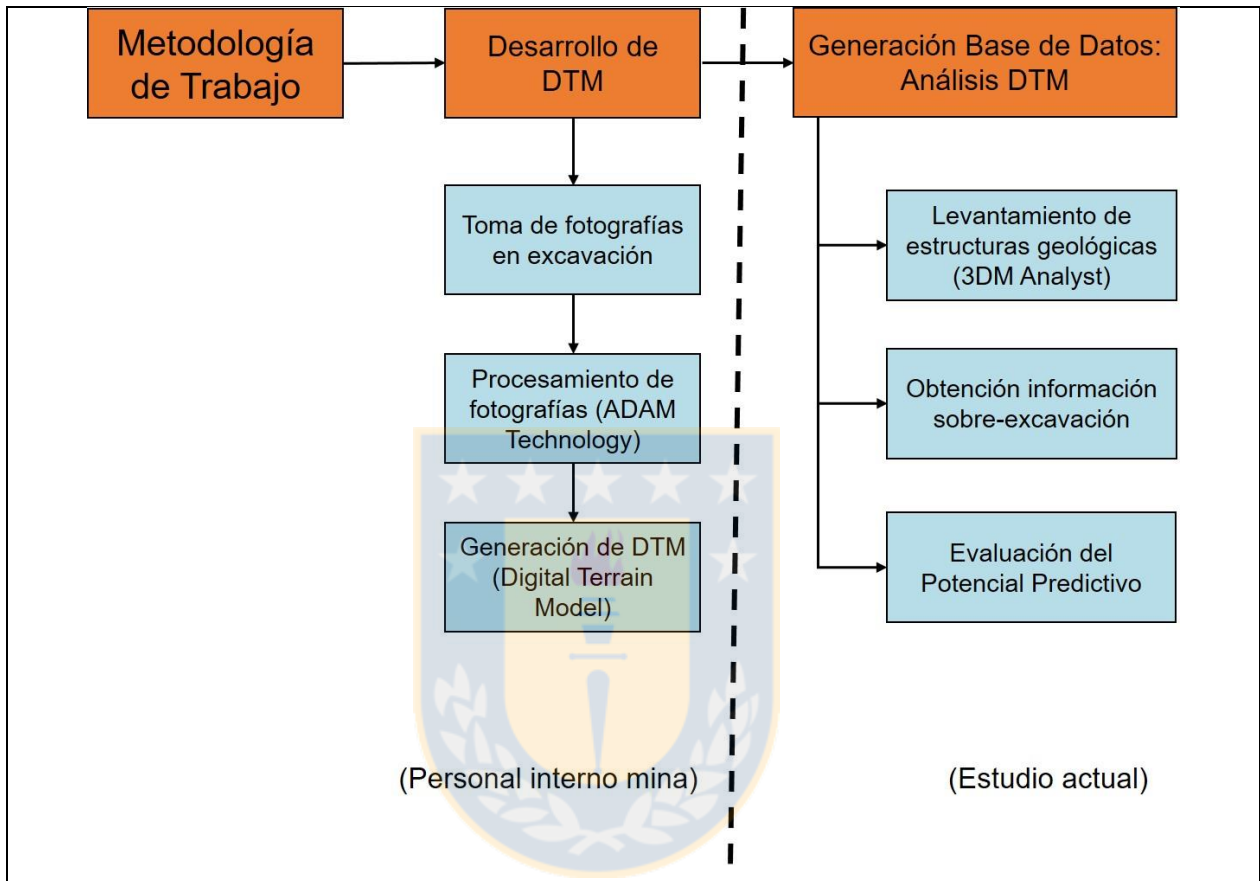 Metodología
de Trabajo
Desarrollo de
DTM
Generación Base de Datos:
Análisis DTM
Toma de fotografías
en excavación
Procesamiento de
fotografías (ADAM
Technology)
Generación de DTM
(Digital Terrain
Model)
Levantamiento de
estructuras geológicas
(3DM Analyst)
Obtención información
sobre-excavación
Evaluación del
Potencial Predictivo
(Personal interno mina)
(Estudio actual)